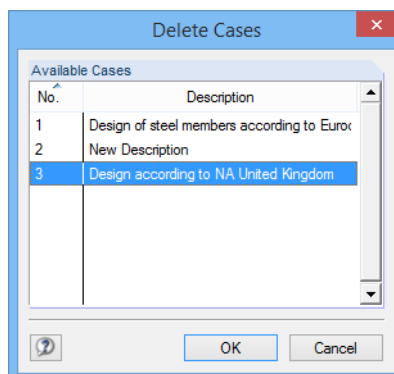 Delete Cases
Available Cases
No. Description
1 Design of steel members according to Euroc
2 New Description
3 Design according to NA United Kingdom
OK Cancel